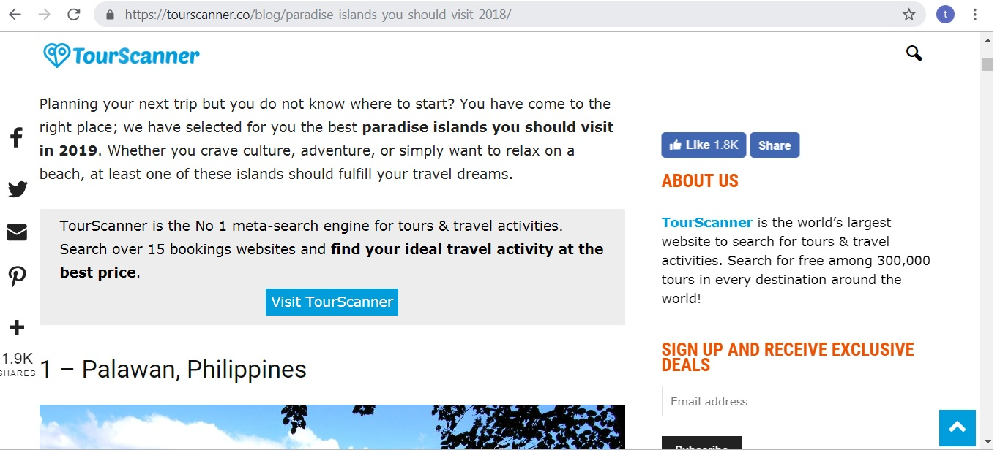 https://tourscanner.co/blog/paradise-islands-you-should-visit-2018/
t
TourScanner
Planning your next trip but you do not know where to start? You have come to the
right place; we have selected for you the best paradise islands you should visit
in 2019. Whether you crave culture, adventure, or simply want to relax on a
beach, at least one of these islands should fulfill your travel dreams.
TourScanner is the No 1 meta-search engine for tours & travel activities.
Search over 15 bookings websites and find your ideal travel activity at the
best price.
Visit TourScanner
1.9K
SHARES
1 – Palawan, Philippines
Like 1.8K
Share
ABOUT US
TourScanner is the world’s largest
website to search for tours & travel
activities. Search for free among 300,000
tours in every destination around the
world!
SIGN UP AND RECEIVE EXCLUSIVE
DEALS
Email address
Subscribe